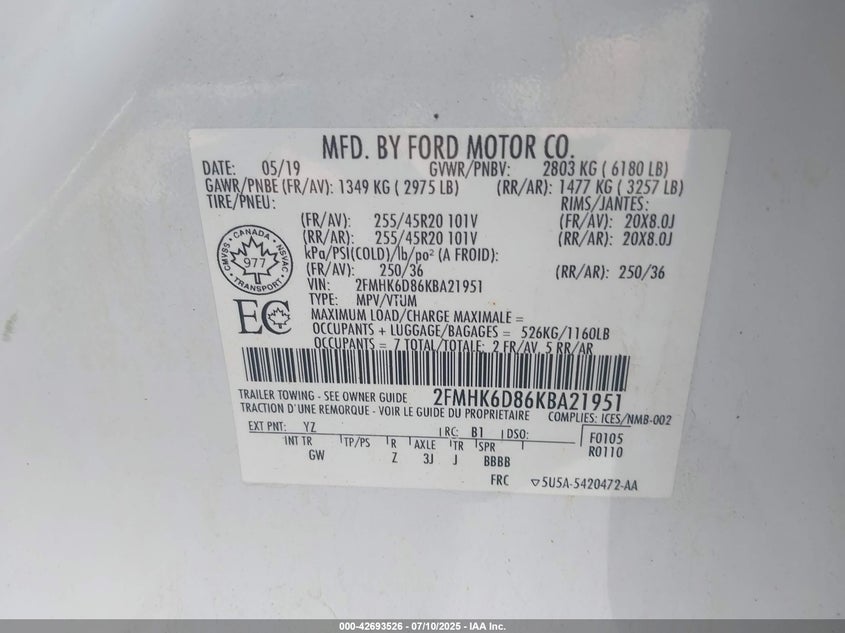 MFD. BY FORD MOTOR CO.
DATE: 05/19 GVWR/PNBV: 2803 KG ( 6180 LB)
GAWR/PNBE (FR/AV): 1349 KG ( 2975 LB) (RR/AR): 1477 KG ( 3257 LB)
TIRE/PNEU: RIMS/JANTES:
(FR/AV): 255/45R20 101V (FR/AV): 20X8.0J
(RR/AR): 255/45R20 101V (RR/AR): 20X8.0J
kPa/PSI(COLD)/lb/po² (A FROID):
(FR/AV): 250/36 (RR/AR): 250/36
VIN: 2FMHK6D86KBA21951
TYPE: MPV/VTUM
MAXIMUM LOAD/CHARGE MAXIMALE =
OCCUPANTS + LUGGAGE/BAGAGES = 526KG/1160LB
OCCUPANTS = 7 TOTAL/TOTALE: 2 FR/AV, 5 RR/AR
CANADA
CMVSS NSVAC
977
TRANSPORT
EC
2FMHK6D86KBA21951
TRAILER TOWING - SEE OWNER GUIDE
TRACTION D'UNE REMORQUE - VOIR LE GUIDE DU PROPRIETAIRE
COMPLIES: ICES/NMB-002
EXT PNT: YZ RC: B1 DSO:
INT TR TP/PS R AXLE TR SPR
GW Z 3J J BBBB
F0105
R0110
FRC 5U5A-5420472-AA
000-42693526 - 07/10/2025 - IAA Inc.